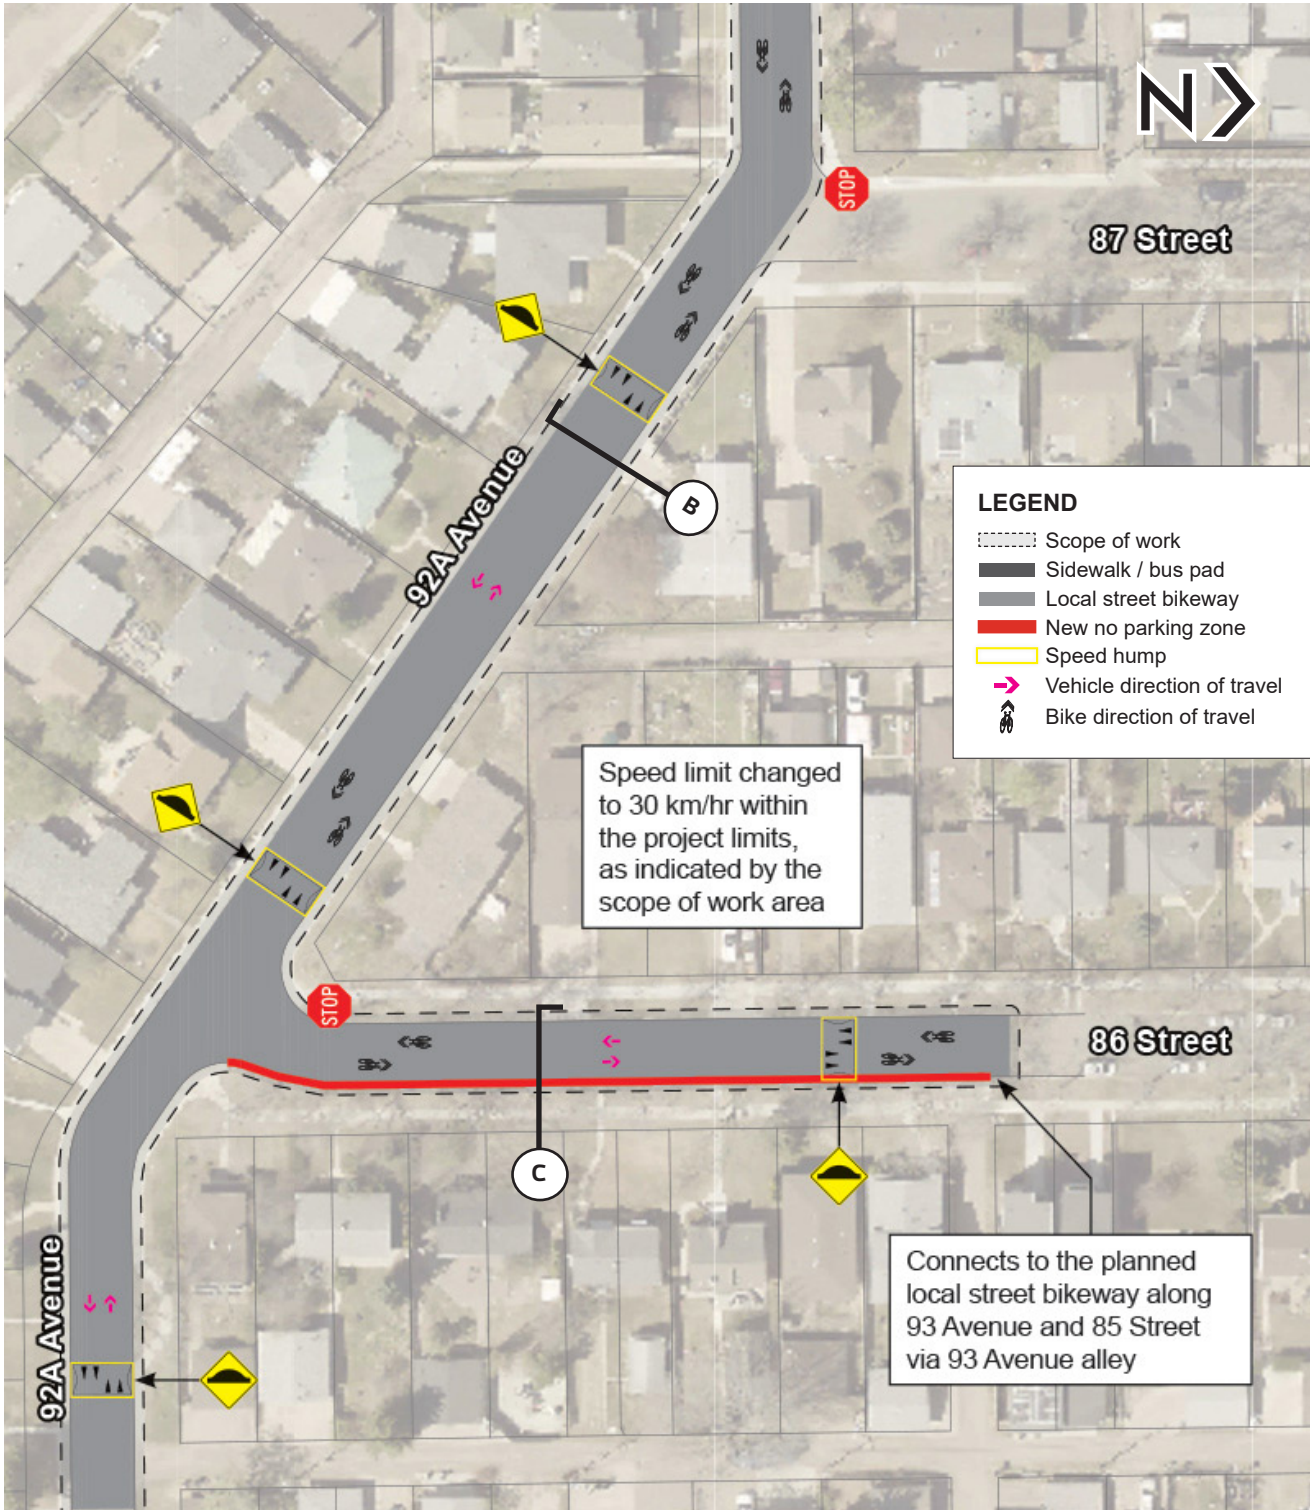 N
STOP
87 Street
92A Avenue
B
LEGEND
Scope of work
Sidewalk / bus pad
Local street bikeway
New no parking zone
Speed hump
Vehicle direction of travel
Bike direction of travel
Speed limit changed
to 30 km/hr within
the project limits,
as indicated by the
scope of work area
STOP
86 Street
C
Connects to the planned
local street bikeway along
93 Avenue and 85 Street
via 93 Avenue alley
92A Avenue